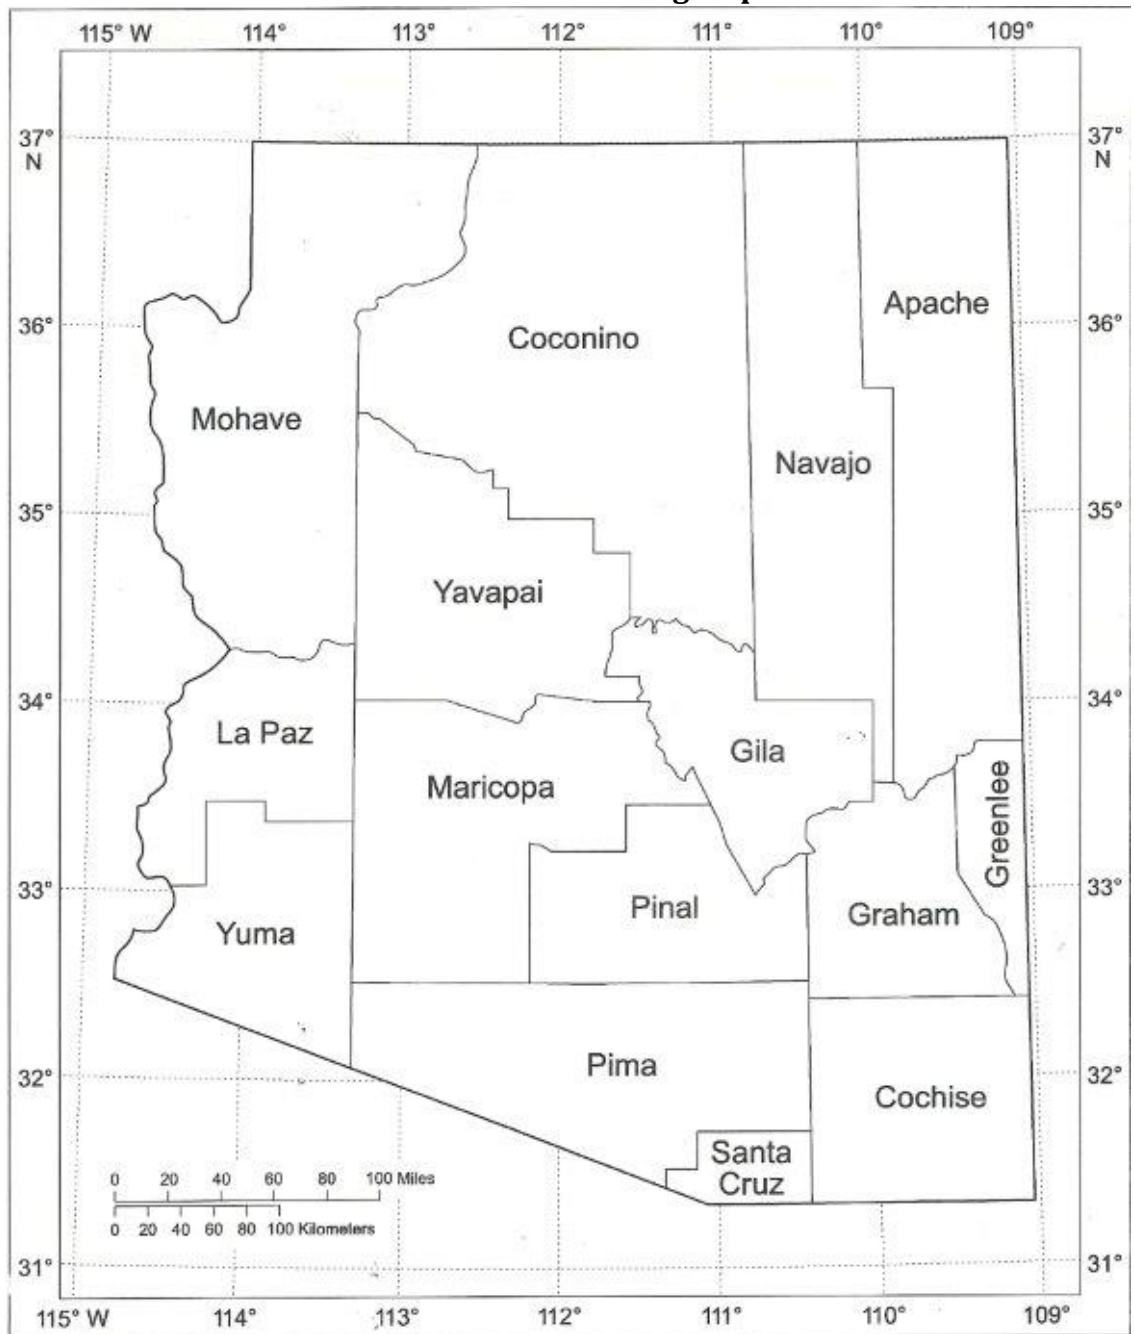 115° W 114° 113° 112° 111° 110° 109°
37° N
37° N
Apache
36°
36°
Coconino
Mohave
Navajo
35°
35°
Yavapai
34°
34°
La Paz
Gila
Maricopa
Greenlee
33°
33°
Pinal
Graham
Yuma
32°
32°
Pima
Cochise
Santa
Cruz
0 20 40 60 80 100 Miles
0 20 40 60 80 100 Kilometers
31°
31°
115° W 114° 113° 112° 111° 110° 109°